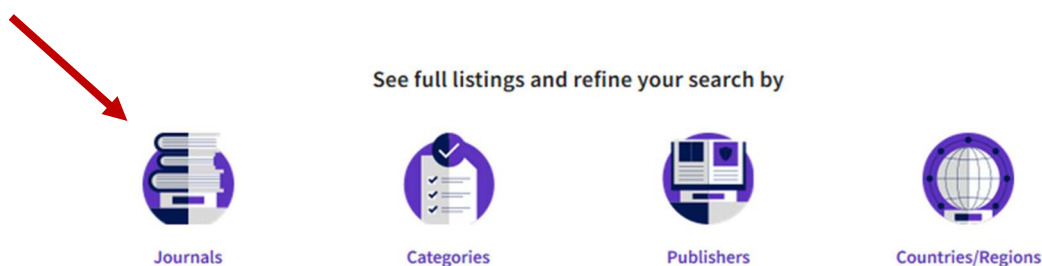 See full listings and refine your search by
Journals
Categories
Publishers
Countries/Regions